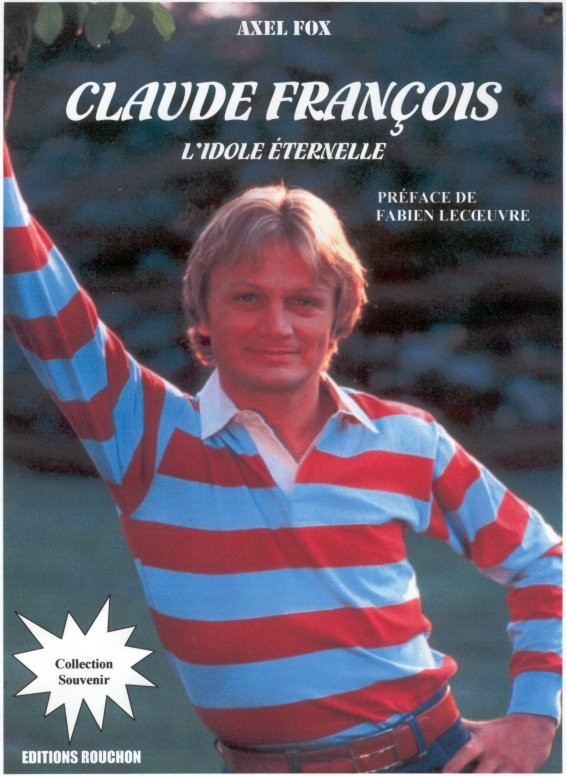 AXEL FOX
CLAUDE FRANÇOIS
L'IDOLE ÉTERNELLE
PRÉFACE DE
FABIEN LECŒUVRE
Collection
Souvenir
EDITIONS ROUCHON